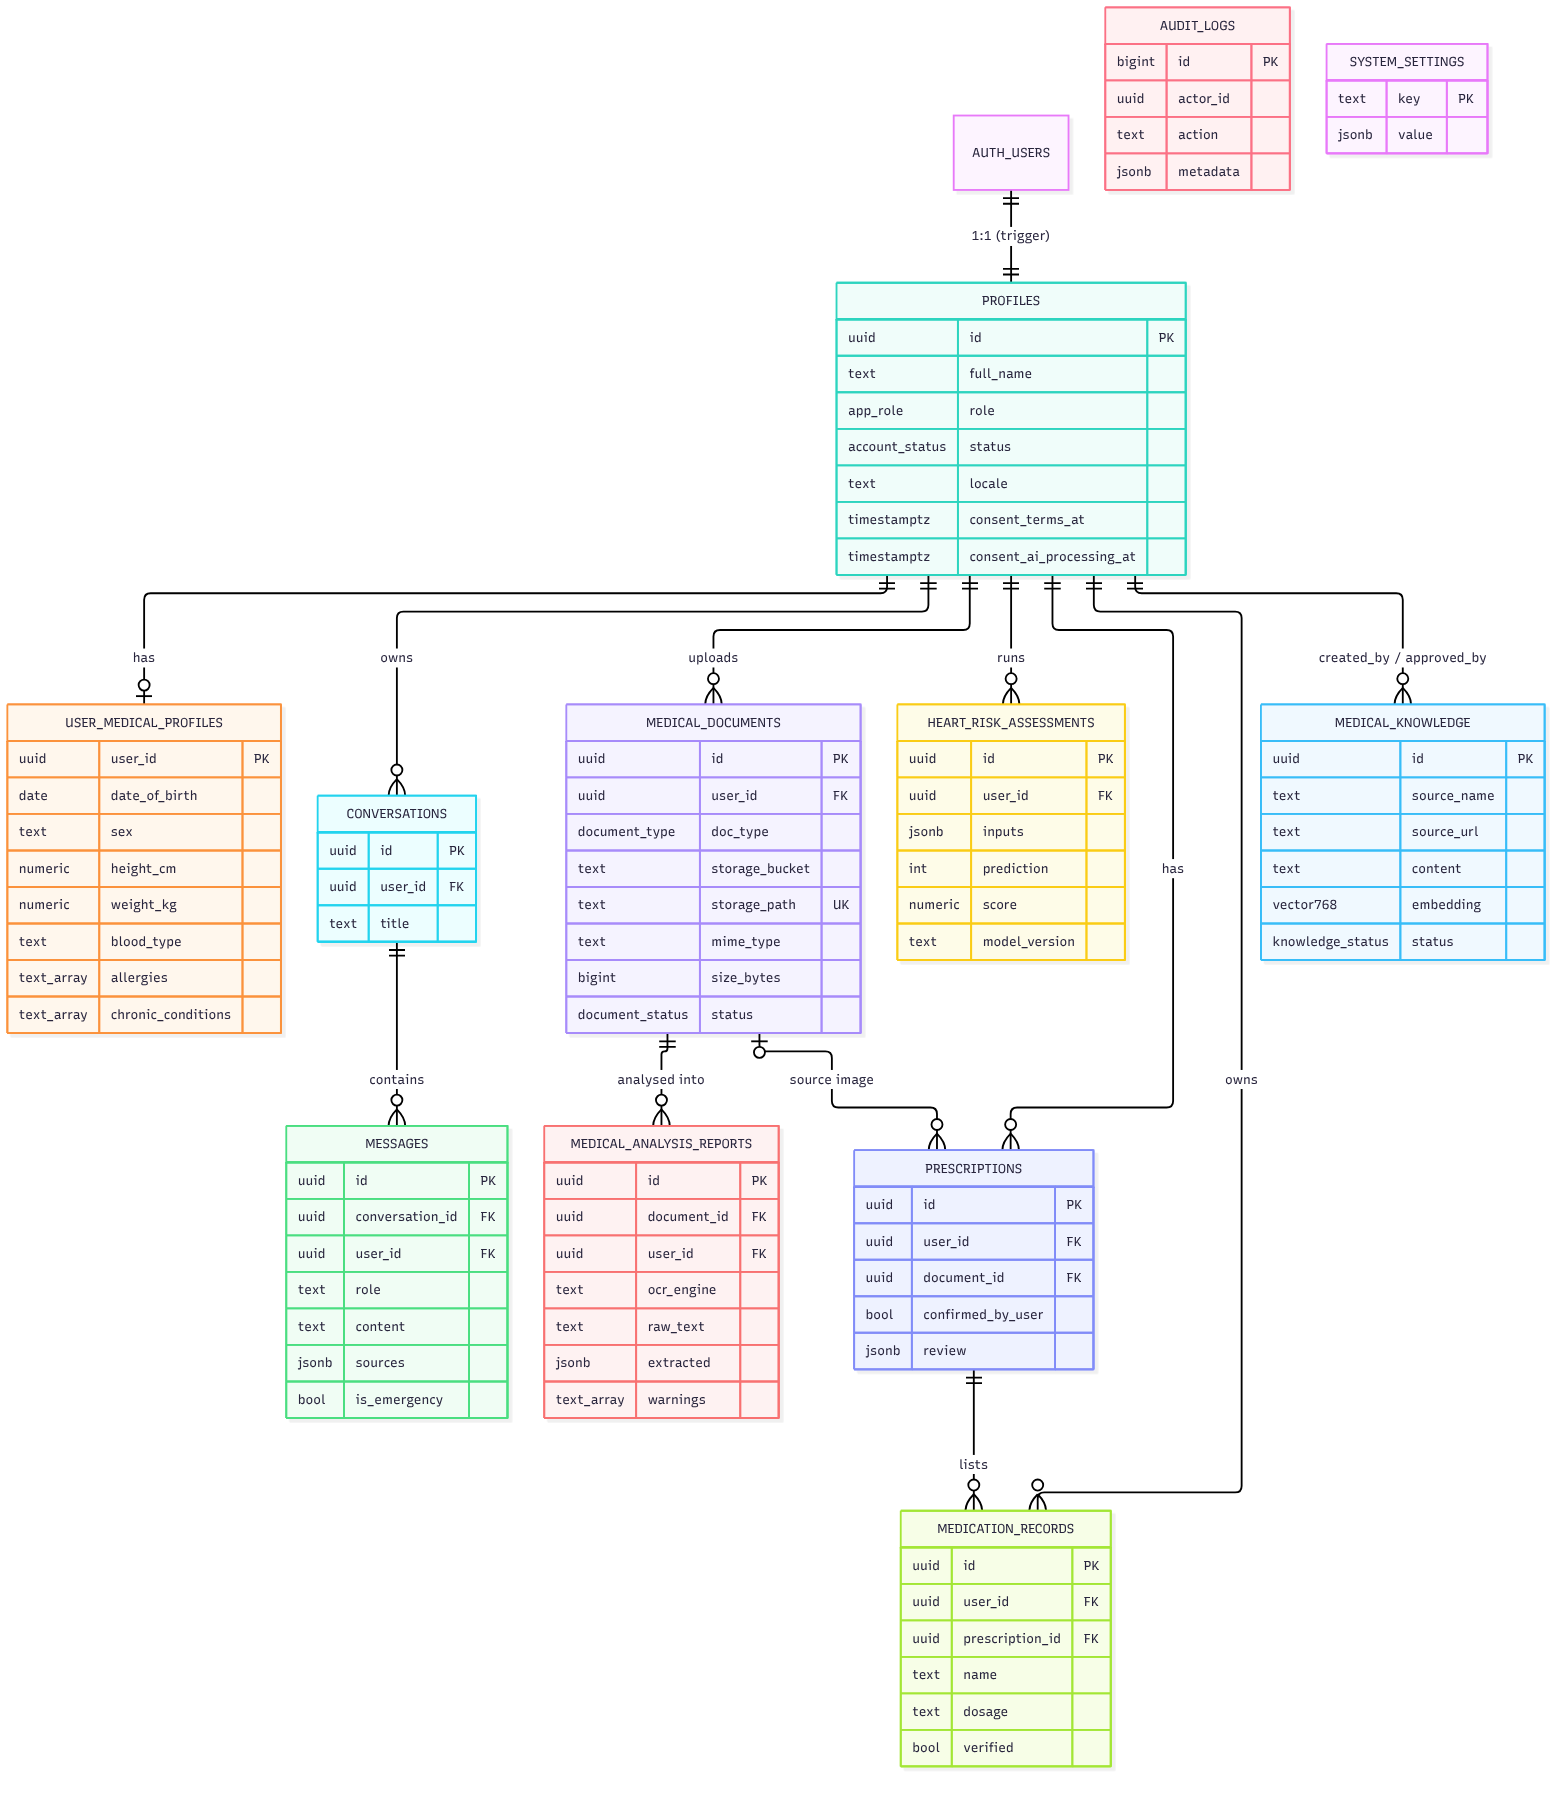 AUDIT_LOGS
bigint id PK
uuid actor_id
text action
jsonb metadata
SYSTEM_SETTINGS
text key PK
jsonb value
AUTH_USERS
1:1 (trigger)
PROFILES
uuid id PK
text full_name
app_role role
account_status status
text locale
timestamptz consent_terms_at
timestamptz consent_ai_processing_at
has
owns
uploads
runs
has
owns
created_by / approved_by
USER_MEDICAL_PROFILES
uuid user_id PK
date date_of_birth
text sex
numeric height_cm
numeric weight_kg
text blood_type
text_array allergies
text_array chronic_conditions
CONVERSATIONS
uuid id PK
uuid user_id FK
text title
MEDICAL_DOCUMENTS
uuid id PK
uuid user_id FK
document_type doc_type
text storage_bucket
text storage_path UK
text mime_type
bigint size_bytes
document_status status
HEART_RISK_ASSESSMENTS
uuid id PK
uuid user_id FK
jsonb inputs
int prediction
numeric score
text model_version
MEDICAL_KNOWLEDGE
uuid id PK
text source_name
text source_url
text content
vector768 embedding
knowledge_status status
contains
analysed into
source image
MESSAGES
uuid id PK
uuid conversation_id FK
uuid user_id FK
text role
text content
jsonb sources
bool is_emergency
MEDICAL_ANALYSIS_REPORTS
uuid id PK
uuid document_id FK
uuid user_id FK
text ocr_engine
text raw_text
jsonb extracted
text_array warnings
PRESCRIPTIONS
uuid id PK
uuid user_id FK
uuid document_id FK
bool confirmed_by_user
jsonb review
lists
MEDICATION_RECORDS
uuid id PK
uuid user_id FK
uuid prescription_id FK
text name
text dosage
bool verified